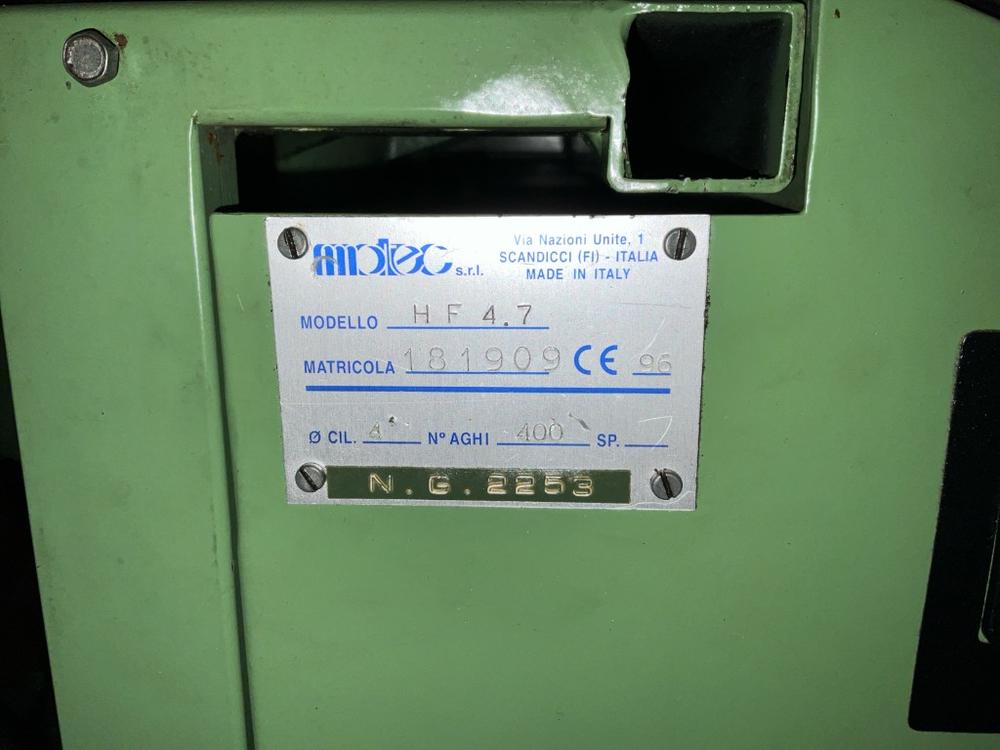 matec s.r.l.
Via Nazioni Unite, 1
SCANDICCI (FI) - ITALIA
MADE IN ITALY
MODELLO H F 4.7
MATRICOLA 181909 CE 96
Ø CIL. 4" N° AGHI 400 SP.
N.G.2253